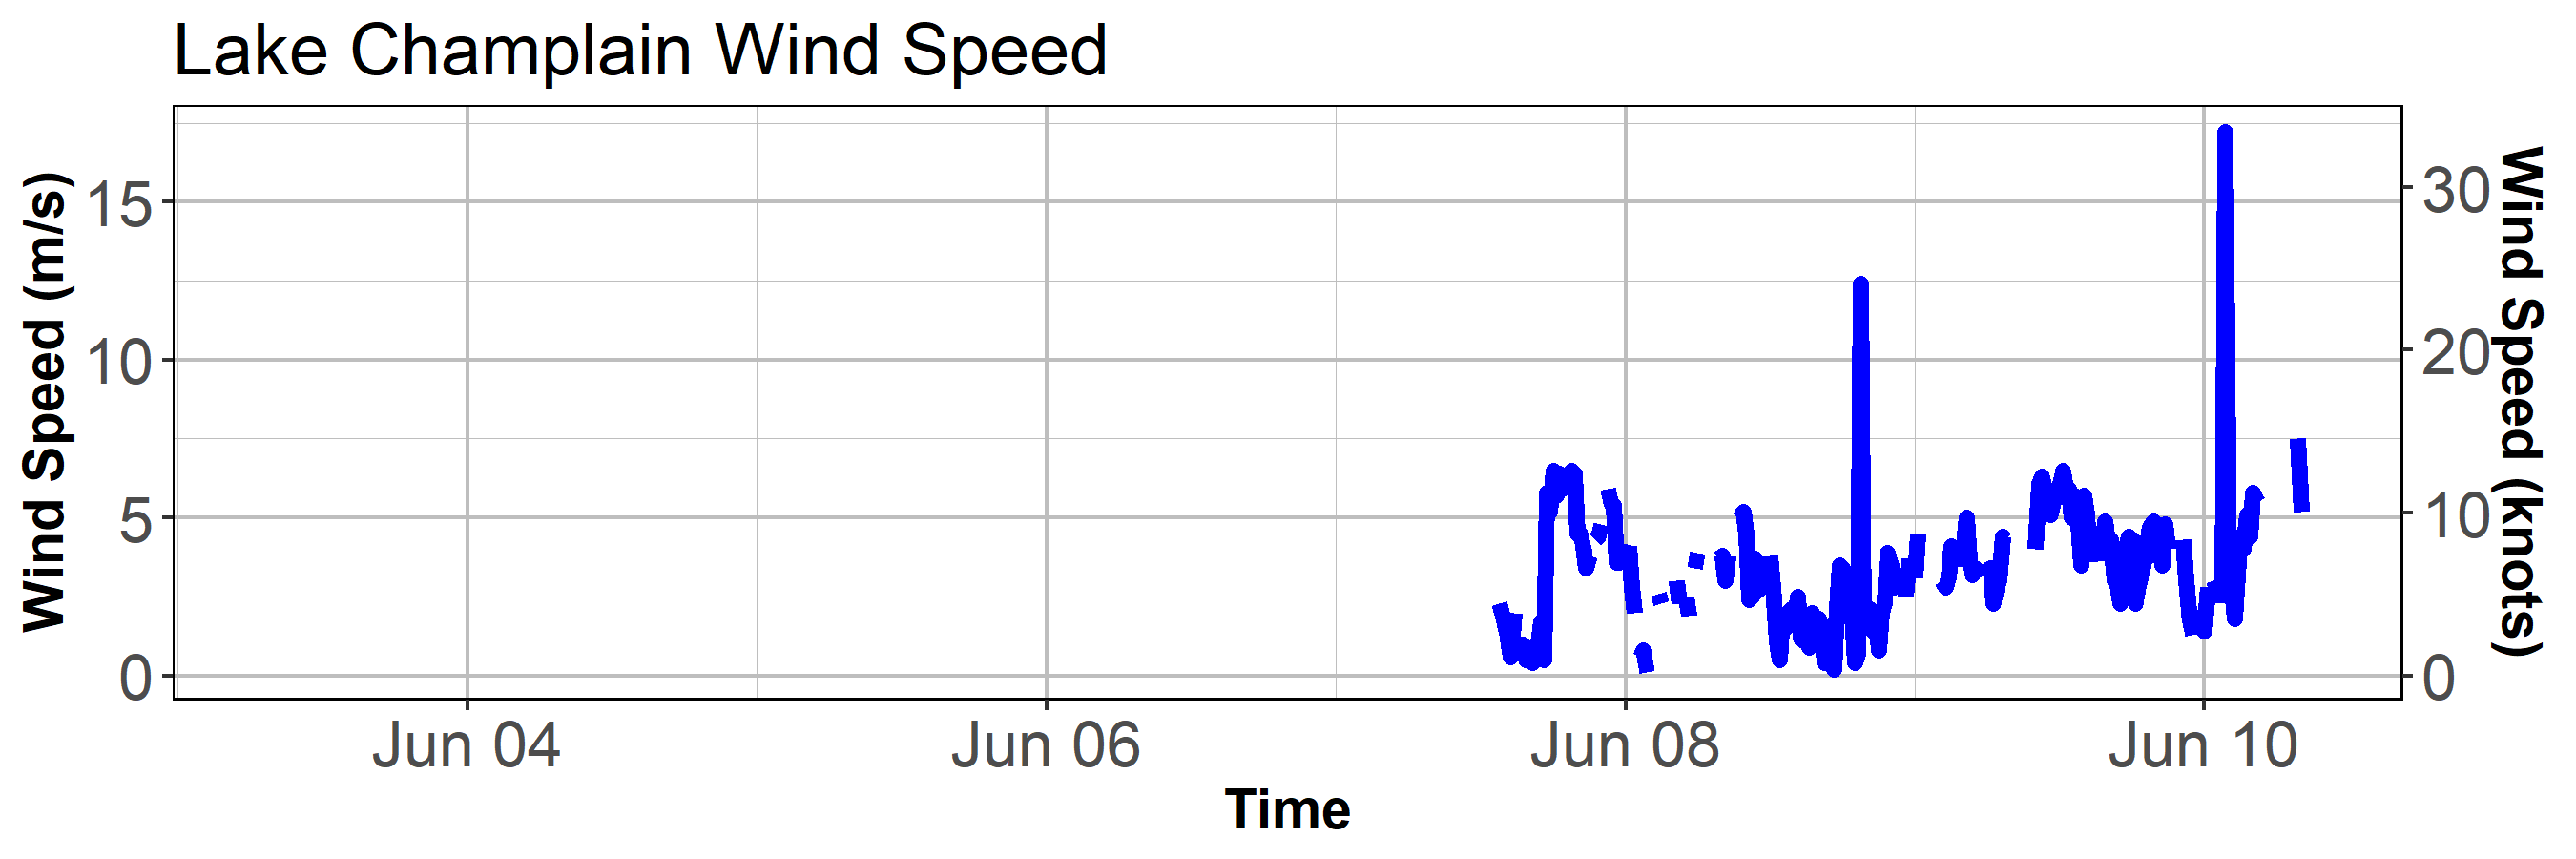 Lake Champlain Wind Speed
Wind Speed (m/s)
15
10
5
0
30
20
10
0
Wind Speed (knots)
Jun 04
Jun 06
Jun 08
Jun 10
Time